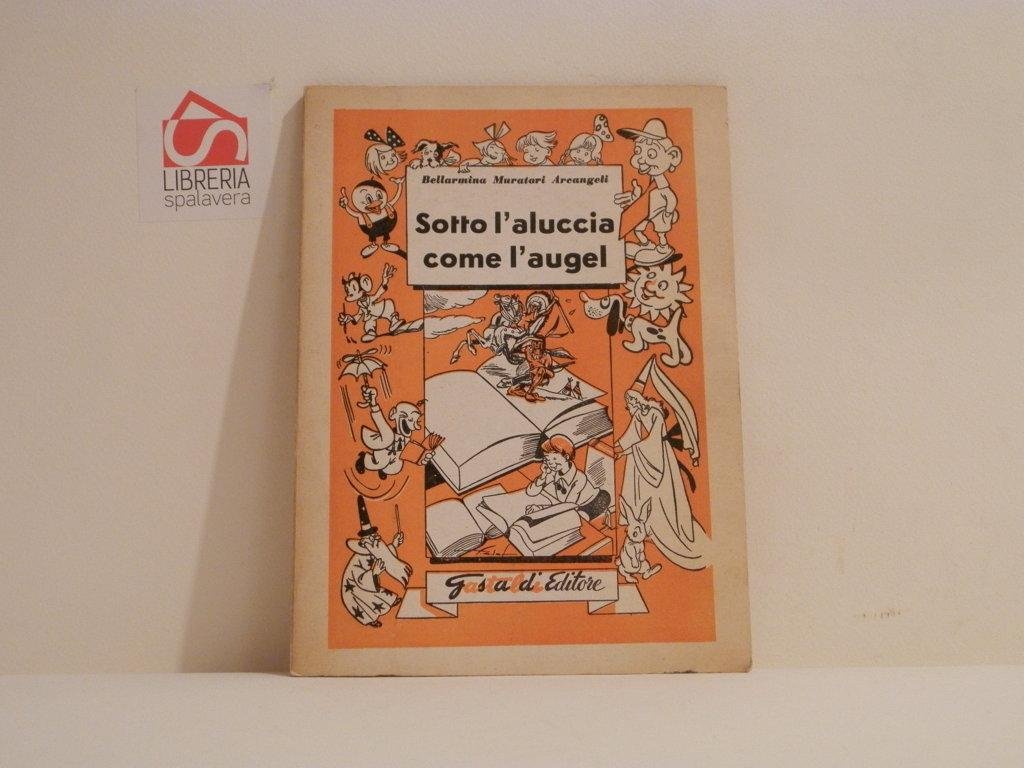 LIBRERIA
spalavera
Bellarmina Muratori Arcangeli
Sotto l'aluccia
come l'augel
Gastaldi Editore